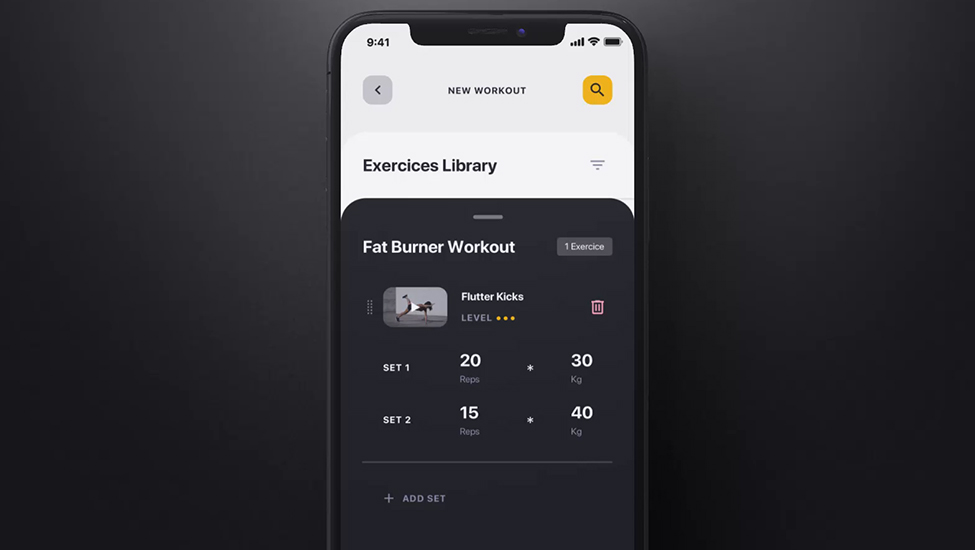 9:41
NEW WORKOUT
Exercices Library
Fat Burner Workout
1 Exercice
Flutter Kicks
LEVEL
SET 1
20
Reps
*
30
Kg
SET 2
15
Reps
*
40
Kg
+ ADD SET